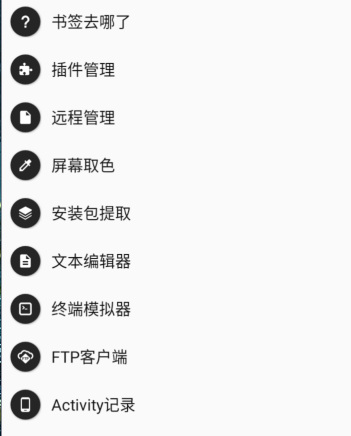 书签去哪了
插件管理
远程管理
屏幕取色
安装包提取
文本编辑器
终端模拟器
FTP客户端
Activity记录